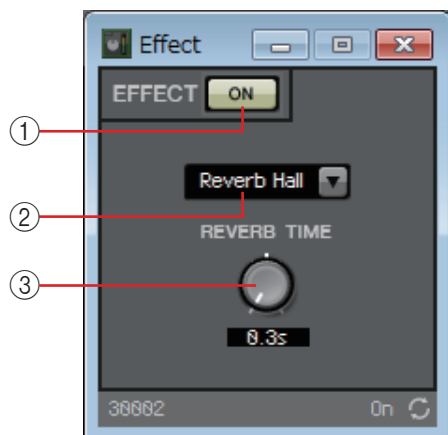 Effect
EFFECT ON
①
Reverb Hall
②
REVERB TIME
③
0.3s
30002 On